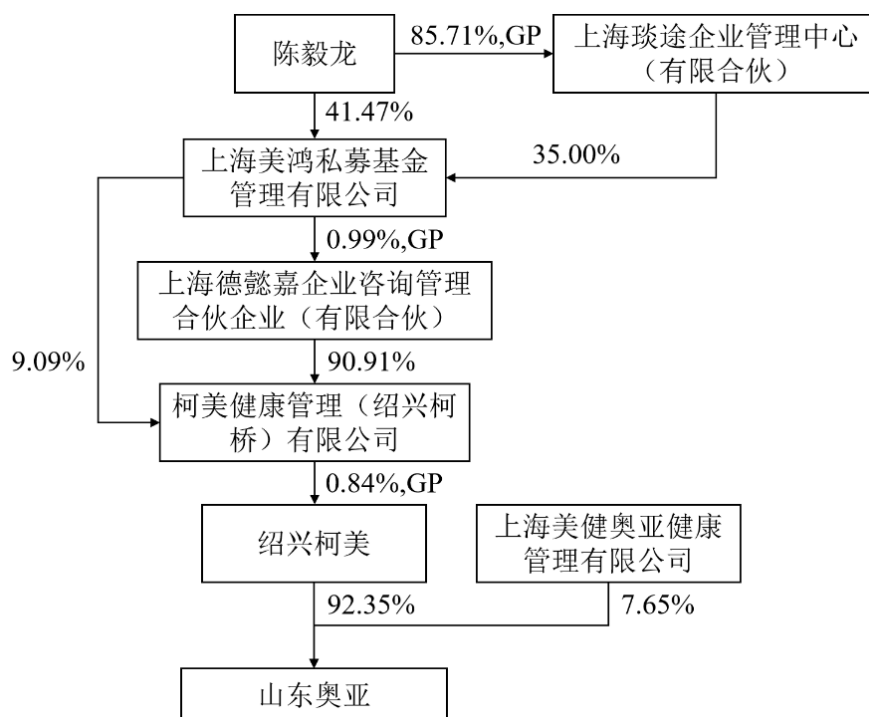 陈毅龙
85.71%,GP
上海琰途企业管理中心
（有限合伙）
41.47%
35.00%
上海美鸿私募基金
管理有限公司
0.99%,GP
上海德懿嘉企业咨询管理
合伙企业（有限合伙）
9.09%
90.91%
柯美健康管理（绍兴柯
桥）有限公司
0.84%,GP
绍兴柯美
上海美健奥亚健康
管理有限公司
92.35%
7.65%
山东奥亚